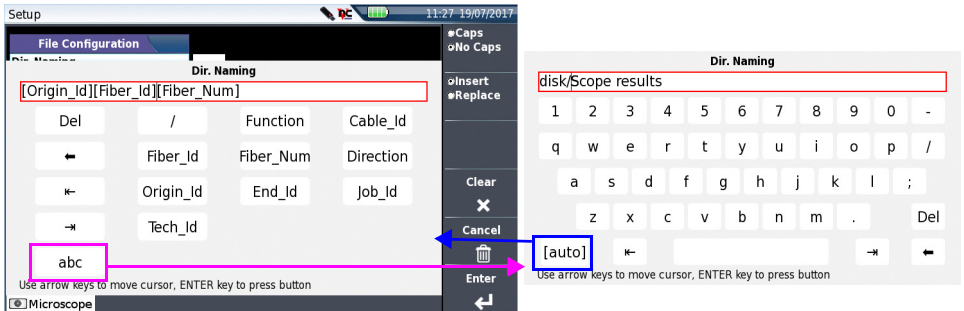 Setup
11:27 19/07/2017
File Configuration
Caps
No Caps
Dir. Naming
[Origin_Id][Fiber_Id][Fiber_Num]
Insert
Replace
Del / Function Cable_Id
⬅ Fiber_Id Fiber_Num Direction
⇤ Origin_Id End_Id Job_Id
⇥ Tech_Id
abc
Clear
Cancel
Enter
Use arrow keys to move cursor, ENTER key to press button
Microscope
Dir. Naming
disk/Scope results
1 2 3 4 5 6 7 8 9 0 -
q w e r t y u i o p /
a s d f g h j k l ;
z x c v b n m . Del
[auto] ⇤ ⇥ ⬅
Use arrow keys to move cursor, ENTER key to press button